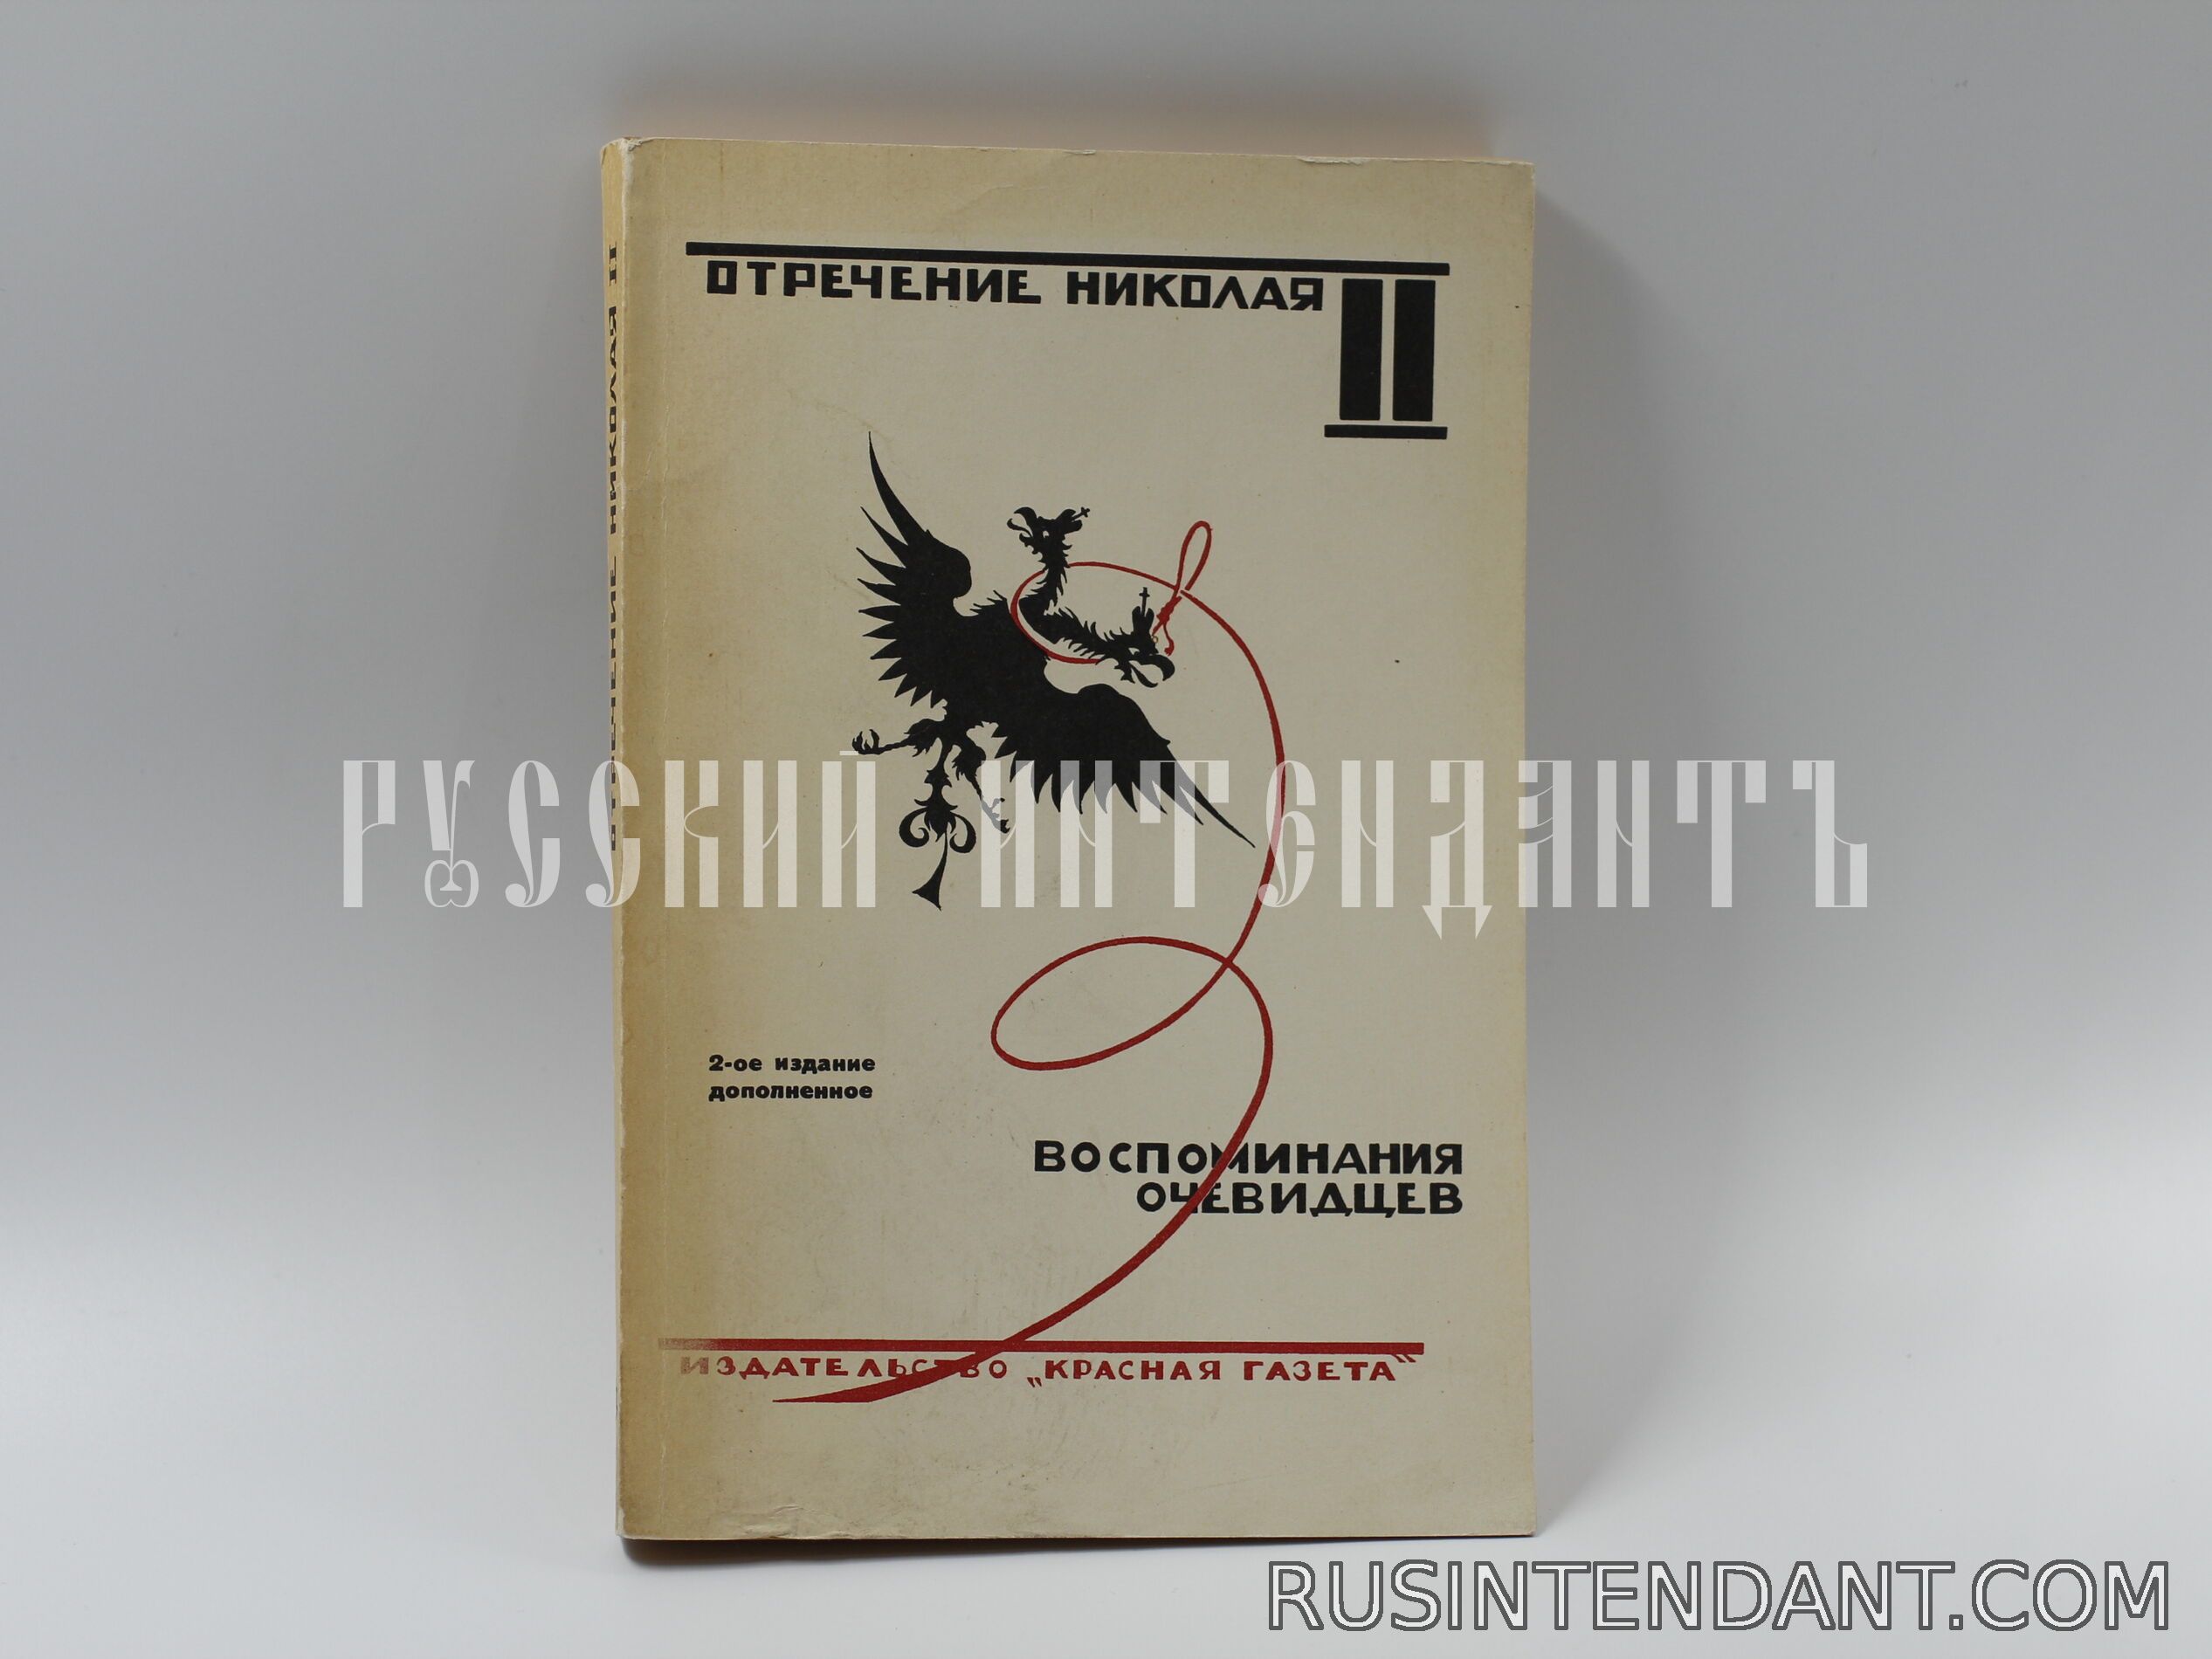 ОТРЕЧЕНИЕ НИКОЛАЯ II
ОТРЕЧЕНИЕ НИКОЛАЯ II
РУССКИЙ ИНТЕНДАНТЪ
2-ое издание
дополненное
ВОСПОМИНАНИЯ
ОЧЕВИДЦЕВ
ИЗДАТЕЛЬСТВО „КРАСНАЯ ГАЗЕТА“
RUSINTENDANT.COM